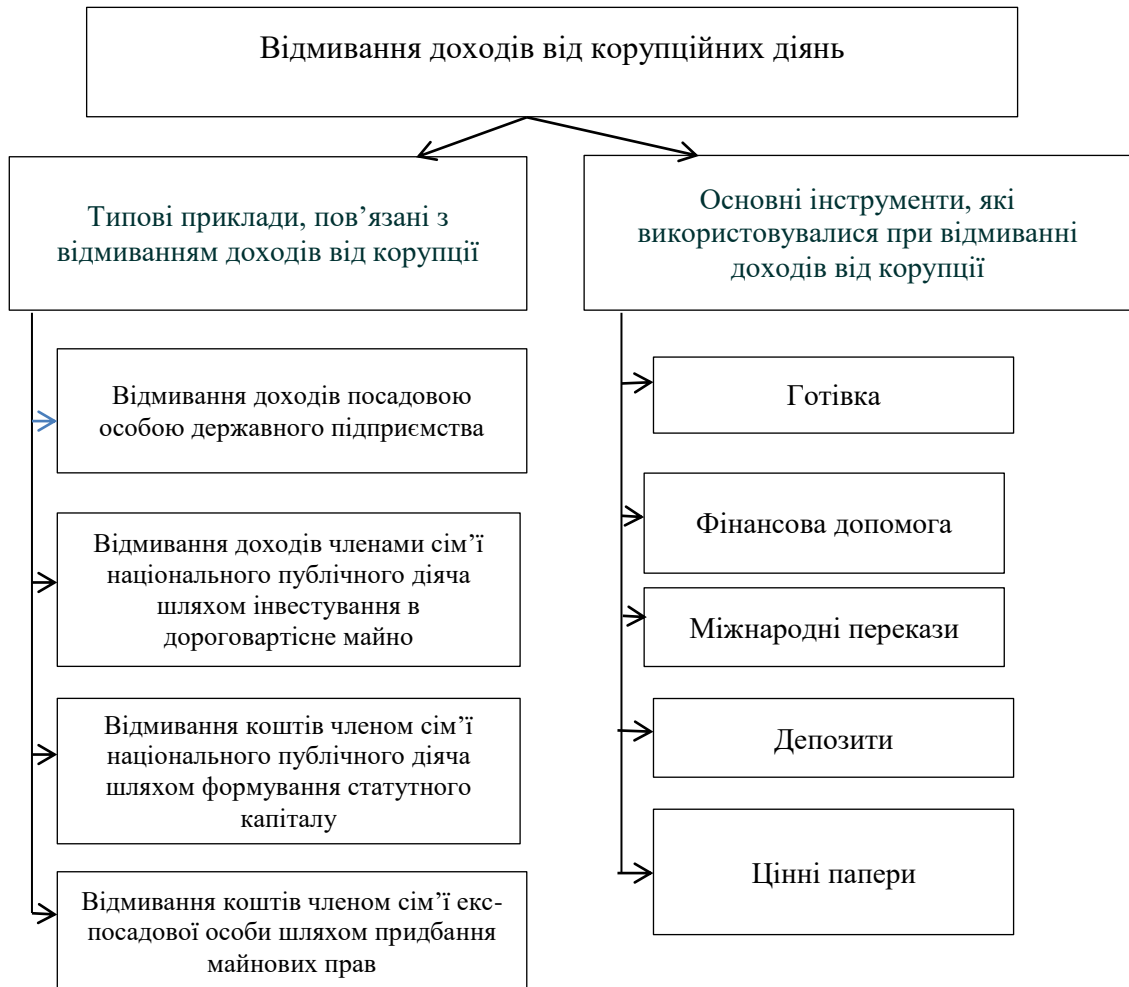 Відмивання доходів від корупційних діянь
Типові приклади, пов’язані з
відмиванням доходів від корупції
Відмивання доходів посадовою
особою державного підприємства
Відмивання доходів членами сім’ї
національного публічного діяча
шляхом інвестування в
дороговартісне майно
Відмивання коштів членом сім’ї
національного публічного діяча
шляхом формування статутного
капіталу
Відмивання коштів членом сім’ї екс-
посадової особи шляхом придбання
майнових прав
Основні інструменти, які
використовувалися при відмиванні
доходів від корупції
Готівка
Фінансова допомога
Міжнародні перекази
Депозити
Цінні папери